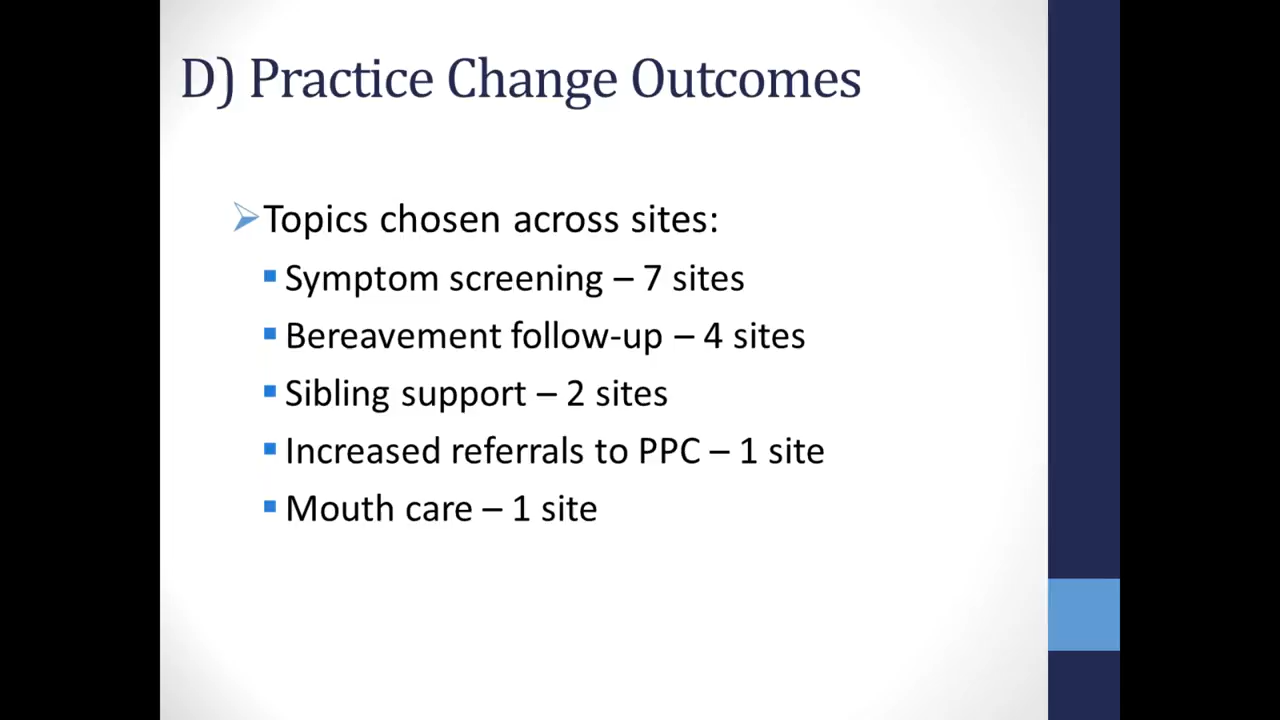 D) Practice Change Outcomes
Topics chosen across sites:
Symptom screening – 7 sites
Bereavement follow-up – 4 sites
Sibling support – 2 sites
Increased referrals to PPC – 1 site
Mouth care – 1 site